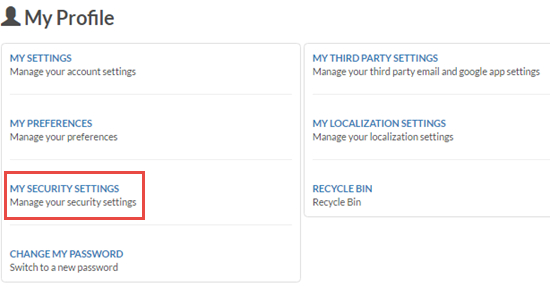 My Profile
MY SETTINGS
Manage your account settings
MY PREFERENCES
Manage your preferences
MY SECURITY SETTINGS
Manage your security settings
CHANGE MY PASSWORD
Switch to a new password
MY THIRD PARTY SETTINGS
Manage your third party email and google app settings
MY LOCALIZATION SETTINGS
Manage your localization settings
RECYCLE BIN
Recycle Bin